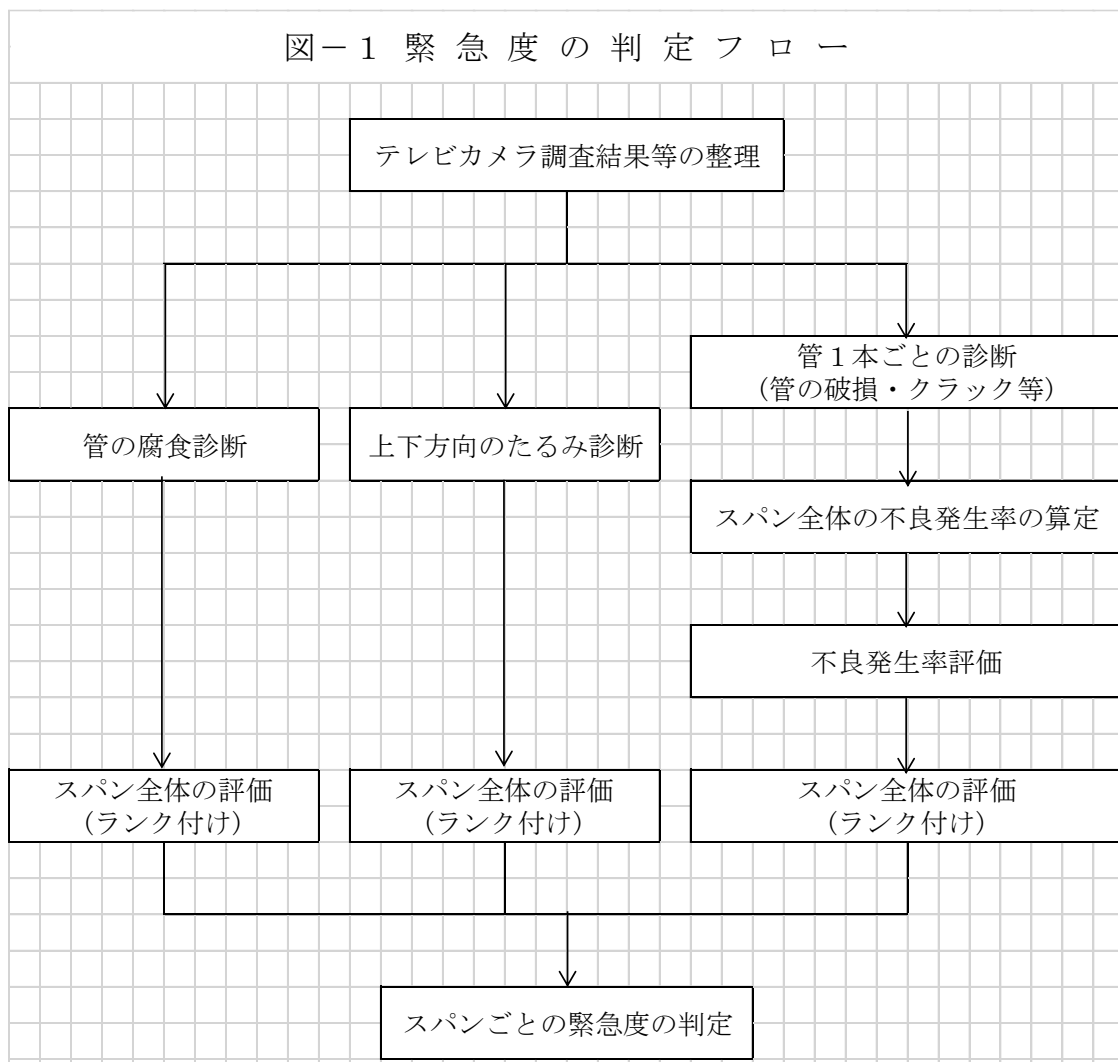 図－1 緊 急 度 の 判 定 フ ロ ー
テレビカメラ調査結果等の整理
管１本ごとの診断
（管の破損・クラック等）
管の腐食診断
上下方向のたるみ診断
スパン全体の不良発生率の算定
不良発生率評価
スパン全体の評価
（ランク付け）
スパン全体の評価
（ランク付け）
スパン全体の評価
（ランク付け）
スパンごとの緊急度の判定